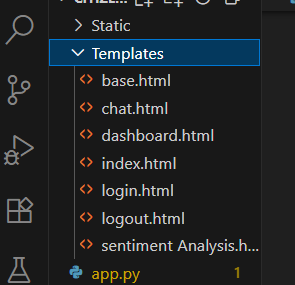 Static
Templates
base.html
chat.html
dashboard.html
index.html
login.html
logout.html
sentiment Analysis.h...
app.py 1